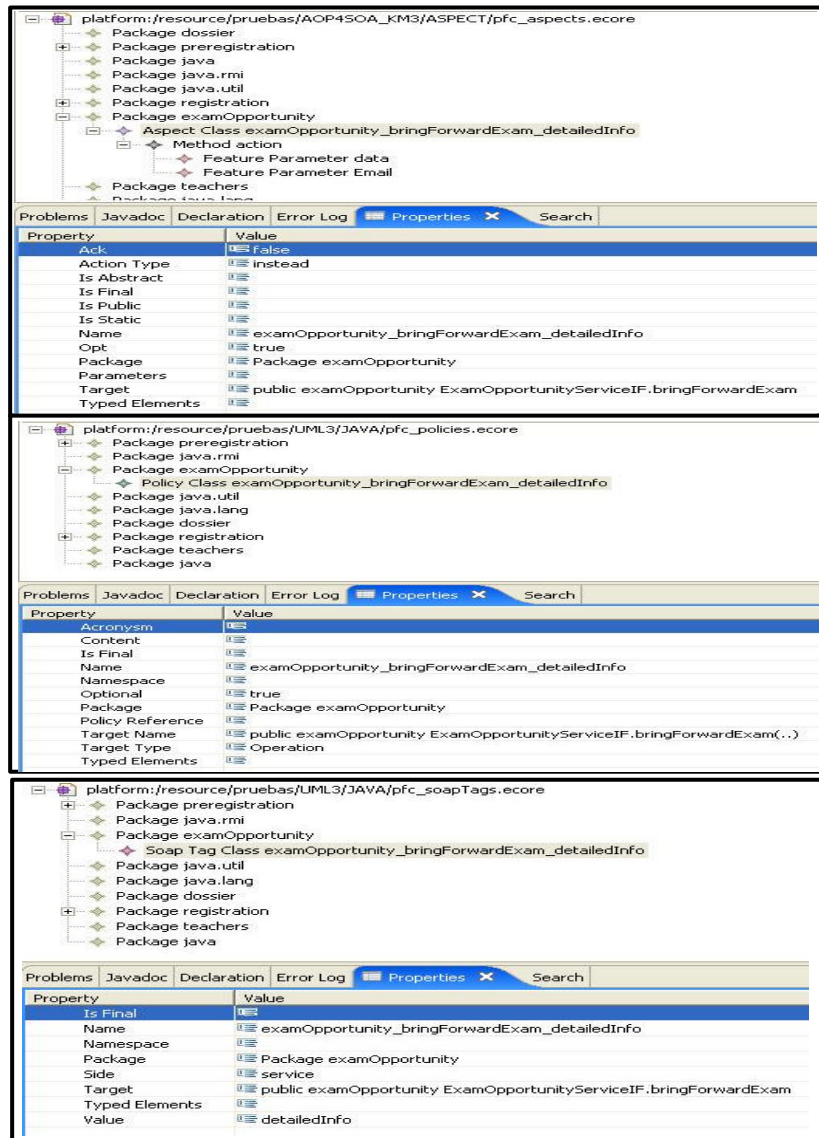 platform:/resource/pruebas/AOP4SOA_KM3/ASPECT/pfc_aspects.ecore
Package dossier
Package preregistration
Package java
Package java.rmi
Package java.util
Package registration
Package examOpportunity
Aspect Class examOpportunity_bringForwardExam_detailedInfo
Method action
Feature Parameter data
Feature Parameter Email
Package teachers
Package java.lang
Problems Javadoc Declaration Error Log Properties Search
Property Value
Ack false
Action Type instead
Is Abstract
Is Final
Is Public
Is Static
Name examOpportunity_bringForwardExam_detailedInfo
Opt true
Package Package examOpportunity
Parameters
Target public examOpportunity ExamOpportunityServiceIF.bringForwardExam
Typed Elements
platform:/resource/pruebas/UML3/JAVA/pfc_policies.ecore
Package preregistration
Package java.rmi
Package examOpportunity
Policy Class examOpportunity_bringForwardExam_detailedInfo
Package java.util
Package java.lang
Package dossier
Package registration
Package teachers
Package java
Problems Javadoc Declaration Error Log Properties Search
Property Value
Acronysm
Content
Is Final
Name examOpportunity_bringForwardExam_detailedInfo
Namespace
Optional true
Package Package examOpportunity
Policy Reference
Target Name public examOpportunity ExamOpportunityServiceIF.bringForwardExam(..)
Target Type Operation
Typed Elements
platform:/resource/pruebas/UML3/JAVA/pfc_soapTags.ecore
Package preregistration
Package java.rmi
Package examOpportunity
Soap Tag Class examOpportunity_bringForwardExam_detailedInfo
Package java.util
Package java.lang
Package dossier
Package registration
Package teachers
Package java
Problems Javadoc Declaration Error Log Properties Search
Property Value
Is Final
Name examOpportunity_bringForwardExam_detailedInfo
Namespace
Package Package examOpportunity
Side service
Target public examOpportunity ExamOpportunityServiceIF.bringForwardExam
Typed Elements
Value detailedInfo